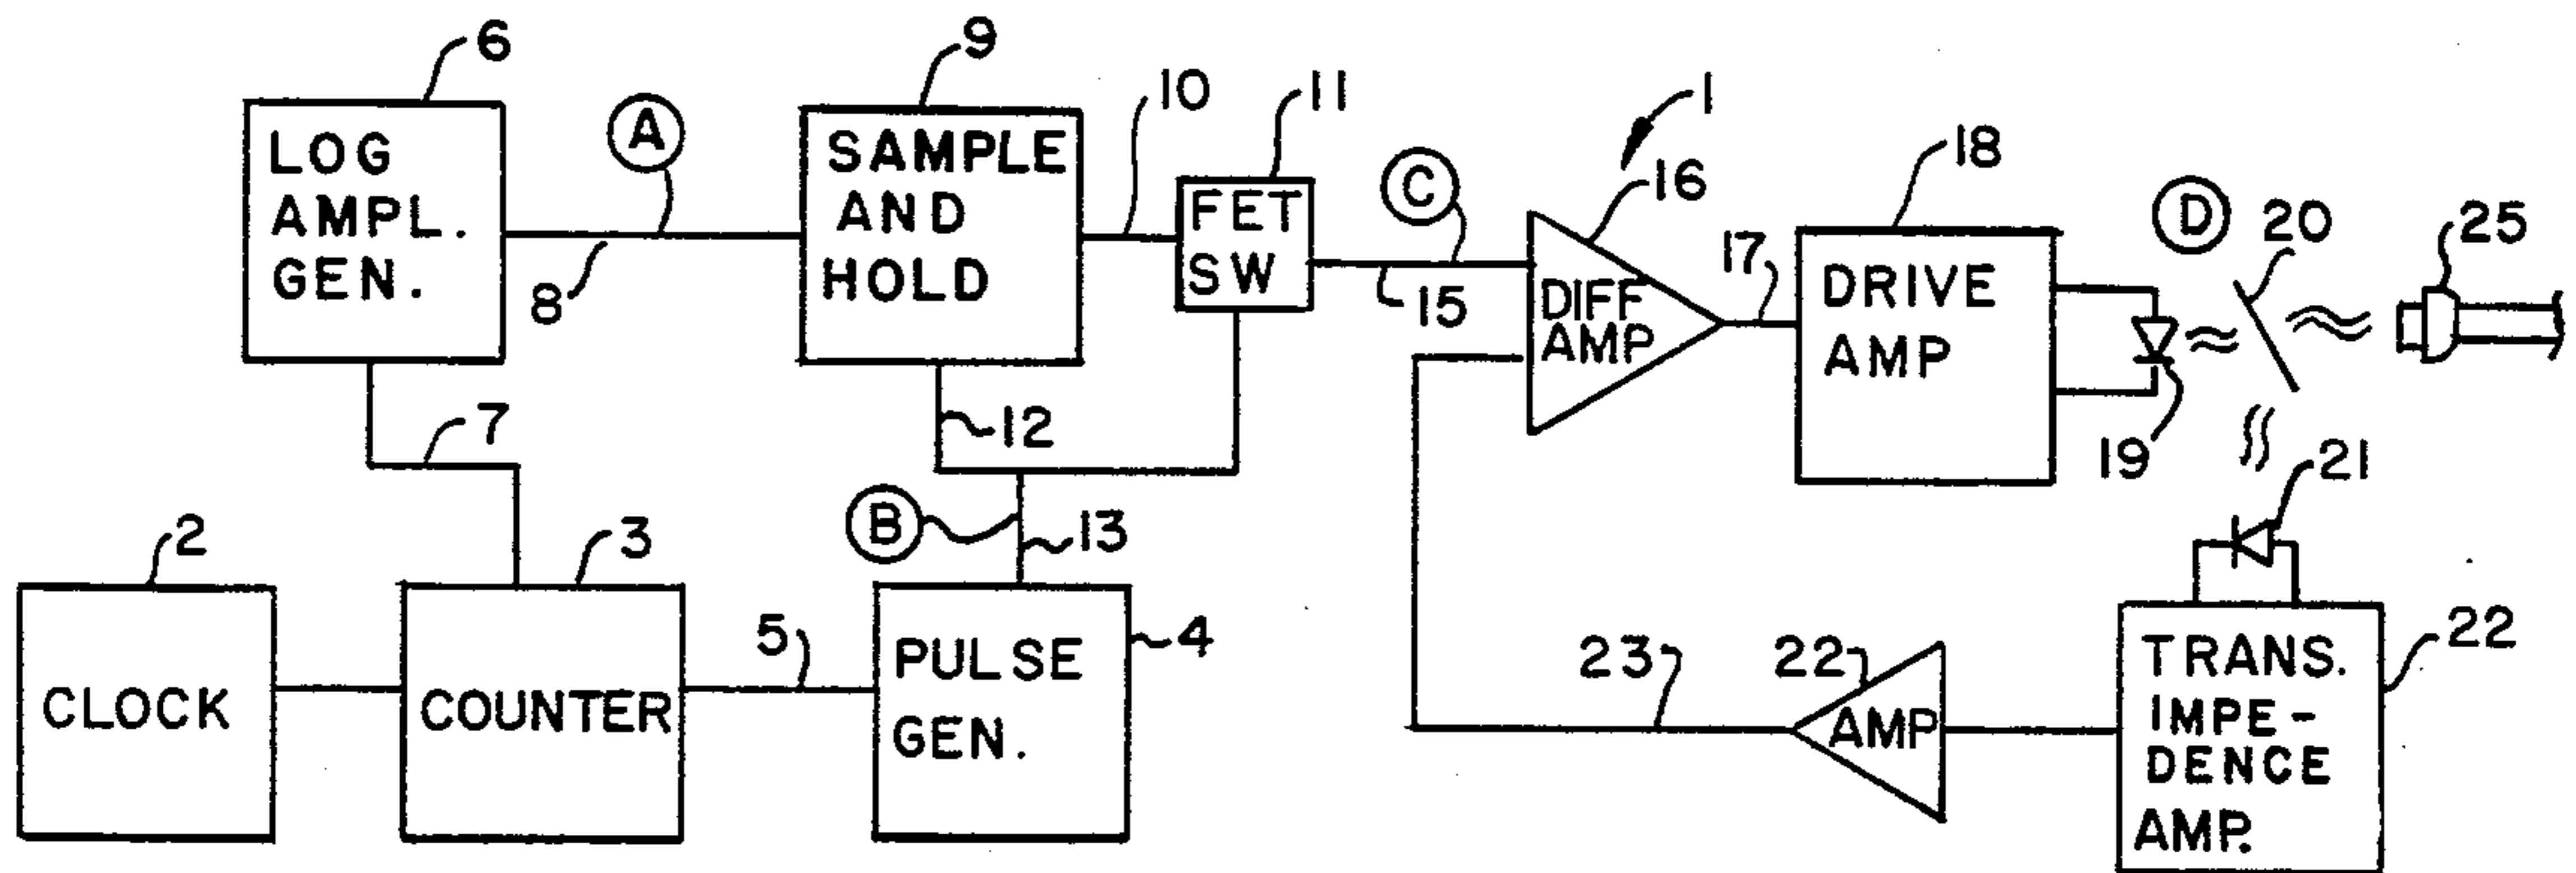 6
9
10
11
1
A
LOG
AMPL.
GEN.
8
SAMPLE
AND
HOLD
FET
SW
C
15
16
DIFF
AMP
17
18
DRIVE
AMP
D
20
25
19
21
7
12
B
13
2
3
CLOCK
COUNTER
5
PULSE
GEN.
4
23
22
AMP
TRANS.
IMPE-
DENCE
AMP.
22